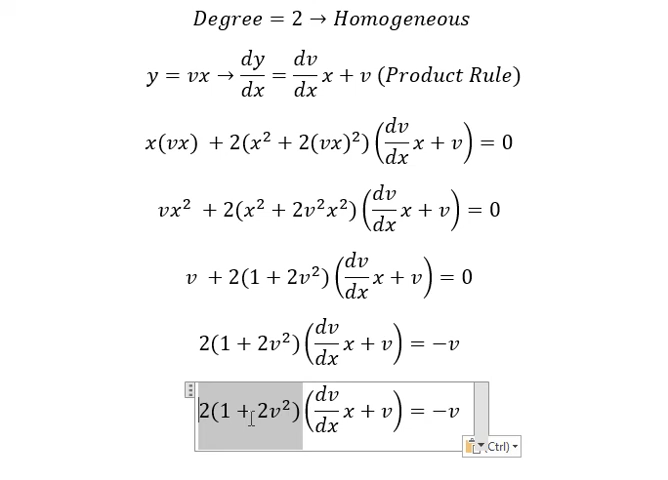 Degree = 2 → Homogeneous
y = vx → dy/dx = dv/dx x + v (Product Rule)
x(vx) + 2(x² + 2(vx)²)(dv/dx x + v) = 0
vx² + 2(x² + 2v²x²)(dv/dx x + v) = 0
v + 2(1 + 2v²)(dv/dx x + v) = 0
2(1 + 2v²)(dv/dx x + v) = −v
2(1 + 2v²)(dv/dx x + v) = −v
(Ctrl)